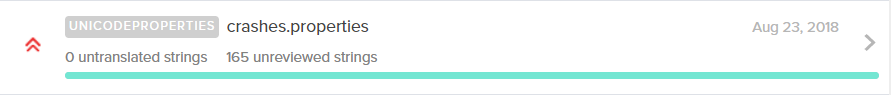 UNICODEPROPERTIES crashes.properties
Aug 23, 2018
0 untranslated strings 165 unreviewed strings